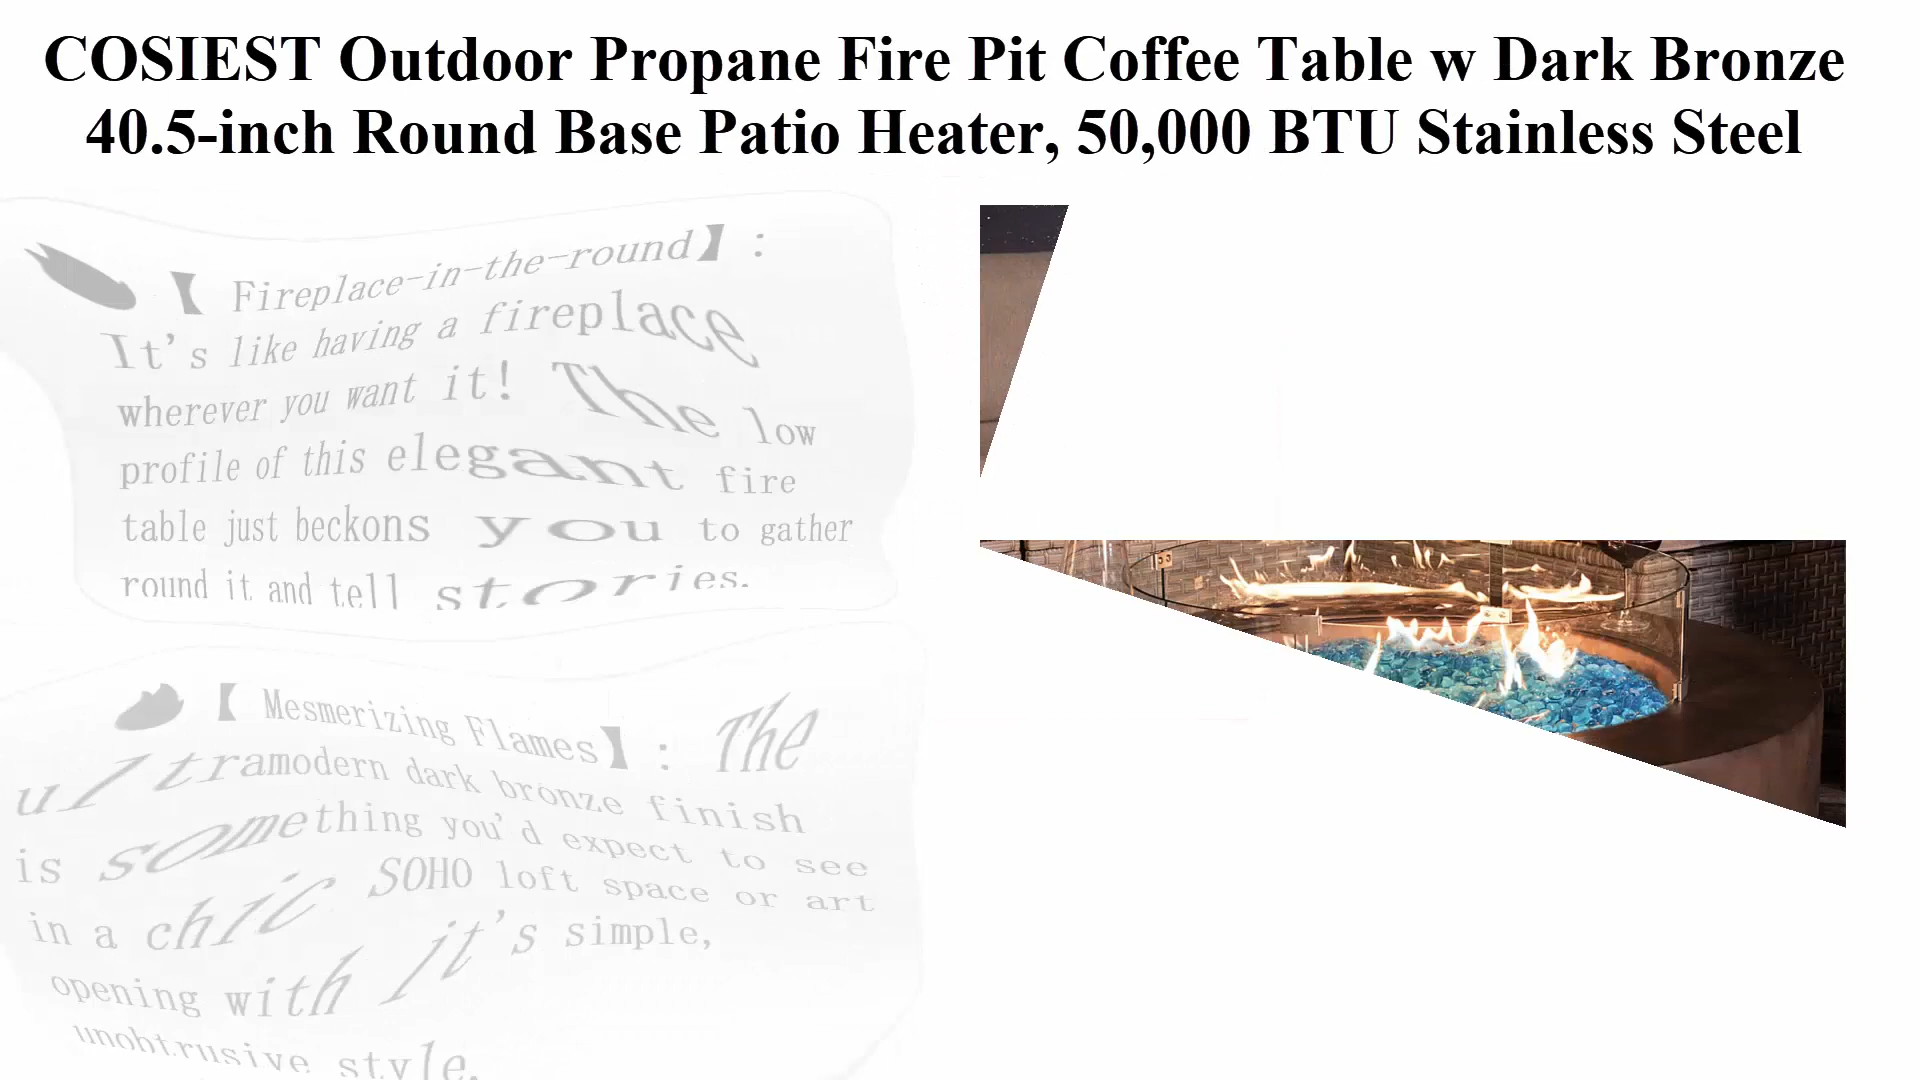 COSIEST Outdoor Propane Fire Pit Coffee Table w Dark Bronze
40.5-inch Round Base Patio Heater, 50,000 BTU Stainless Steel
【 Fireplace-in-the-round】 :
It's like having a fireplace
wherever you want it! The low
profile of this elegant fire
table just beckons you to gather
round it and tell stories.
【 Mesmerizing Flames】 : The
ultramodern dark bronze finish
is something you'd expect to see
in a chic SOHO loft space or art
opening with it's simple,
unobtrusive style.